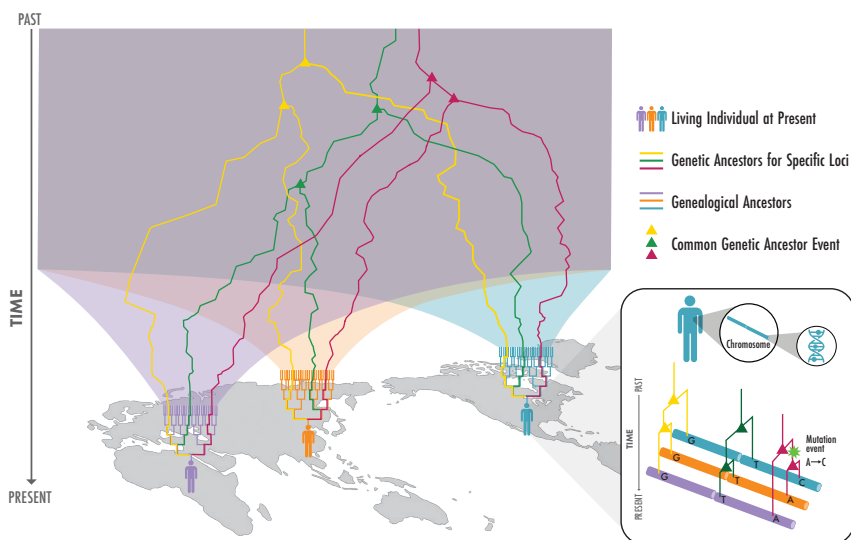 PAST
TIME
PRESENT
Living Individual at Present
Genetic Ancestors for Specific Loci
Genealogical Ancestors
Common Genetic Ancestor Event
Chromosome
PAST
TIME
PRESENT
Mutation
event
A→C
G
T
C
G
T
A
G
T
A